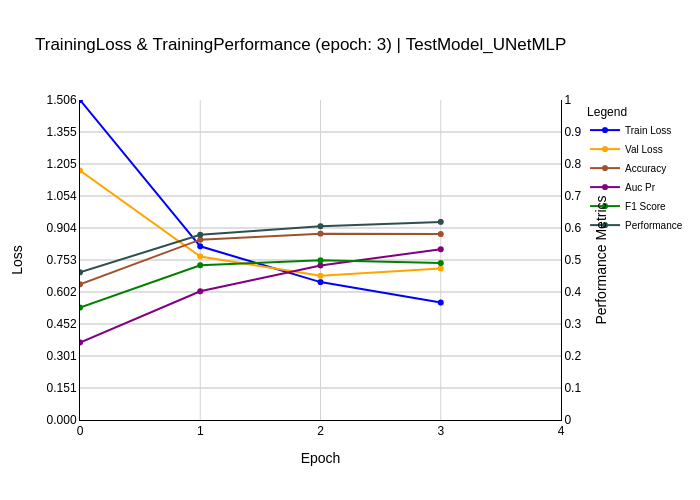 TrainingLoss & TrainingPerformance (epoch: 3) | TestModel_UNetMLP
Legend
Train Loss
Val Loss
Accuracy
Auc Pr
F1 Score
Performance
1.506
1.355
1.205
1.054
0.904
0.753
0.602
0.452
0.301
0.151
0.000
Loss
1
0.9
0.8
0.7
0.6
0.5
0.4
0.3
0.2
0.1
0
Performance Metrics
0 1 2 3 4
Epoch